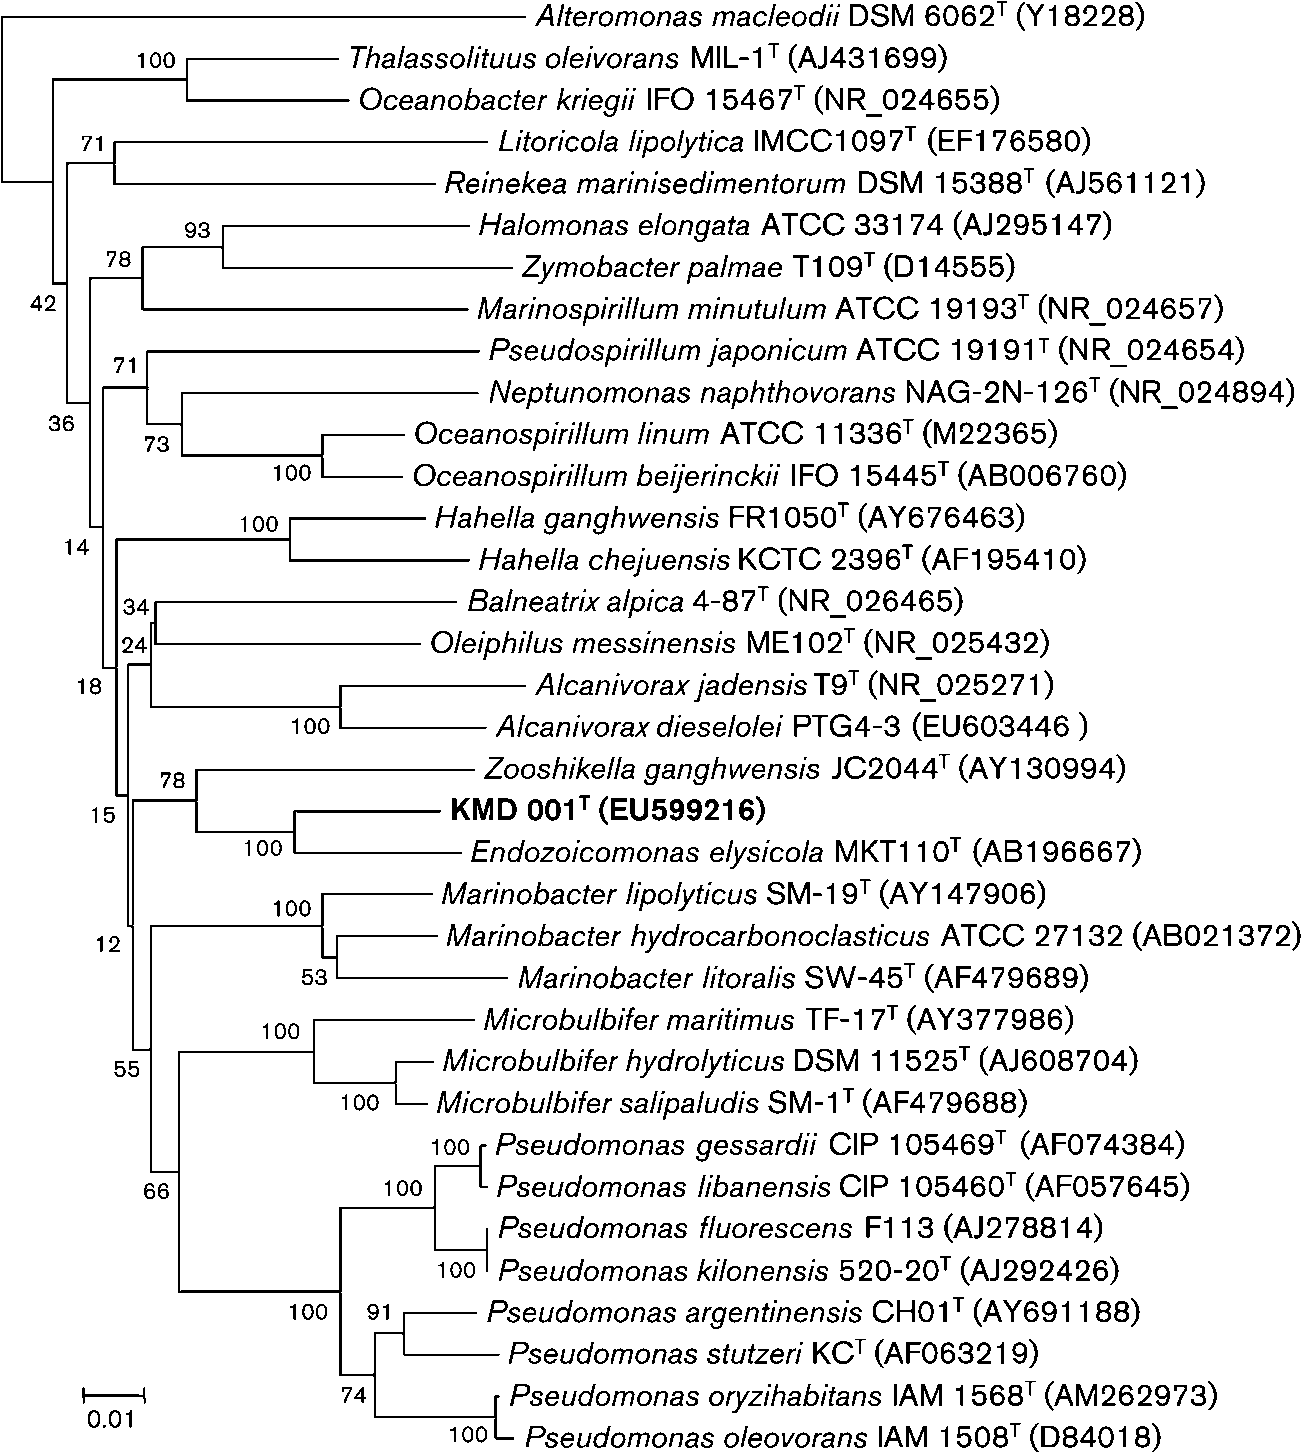 Alteromonas macleodii DSM 6062T (Y18228)
100 Thalassolituus oleivorans MIL-1T (AJ431699)
Oceanobacter kriegii IFO 15467T (NR_024655)
71 Litoricola lipolytica IMCC1097T (EF176580)
Reinekea marinisedimentorum DSM 15388T (AJ561121)
93 Halomonas elongata ATCC 33174 (AJ295147)
78 Zymobacter palmae T109T (D14555)
42 Marinospirillum minutulum ATCC 19193T (NR_024657)
71 Pseudospirillum japonicum ATCC 19191T (NR_024654)
Neptunomonas naphthovorans NAG-2N-126T (NR_024894)
36
73 Oceanospirillum linum ATCC 11336T (M22365)
100 Oceanospirillum beijerinckii IFO 15445T (AB006760)
100 Hahella ganghwensis FR1050T (AY676463)
14
Hahella chejuensis KCTC 2396T (AF195410)
34 Balneatrix alpica 4-87T (NR_026465)
24 Oleiphilus messinensis ME102T (NR_025432)
18 Alcanivorax jadensis T9T (NR_025271)
100 Alcanivorax dieselolei PTG4-3 (EU603446 )
78 Zooshikella ganghwensis JC2044T (AY130994)
15 KMD 001T (EU599216)
100 Endozoicomonas elysicola MKT110T (AB196667)
100 Marinobacter lipolyticus SM-19T (AY147906)
12 Marinobacter hydrocarbonoclasticus ATCC 27132 (AB021372)
53 Marinobacter litoralis SW-45T (AF479689)
100 Microbulbifer maritimus TF-17T (AY377986)
55 Microbulbifer hydrolyticus DSM 11525T (AJ608704)
100 Microbulbifer salipaludis SM-1T (AF479688)
100 Pseudomonas gessardii CIP 105469T (AF074384)
66 100 Pseudomonas libanensis CIP 105460T (AF057645)
Pseudomonas fluorescens F113 (AJ278814)
100 Pseudomonas kilonensis 520-20T (AJ292426)
100 91 Pseudomonas argentinensis CH01T (AY691188)
Pseudomonas stutzeri KCT (AF063219)
74 Pseudomonas oryzihabitans IAM 1568T (AM262973)
0.01
100 Pseudomonas oleovorans IAM 1508T (D84018)